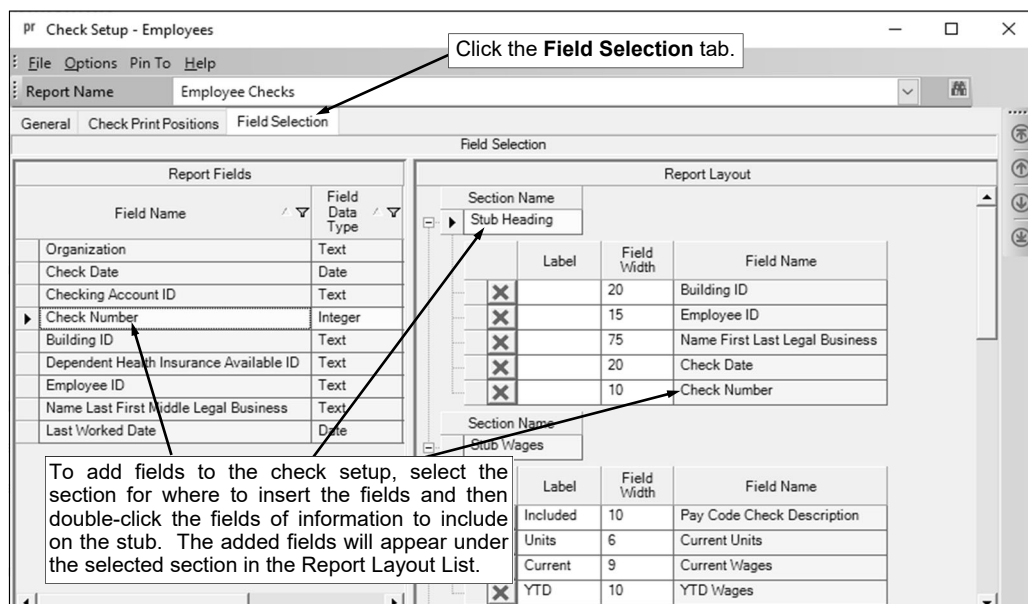 pr Check Setup - Employees
Click the Field Selection tab.
File Options Pin To Help
Report Name Employee Checks
General Check Print Positions Field Selection
Field Selection
Report Fields
Field Name Field Data Type
Organization Text
Check Date Date
Checking Account ID Text
Check Number Integer
Building ID Text
Dependent Health Insurance Available ID Text
Employee ID Text
Name Last First Middle Legal Business Text
Last Worked Date Date
Report Layout
Section Name
Stub Heading
Label Field Width Field Name
20 Building ID
15 Employee ID
75 Name First Last Legal Business
20 Check Date
10 Check Number
Section Name
Stub Wages
Label Field Width Field Name
Included 10 Pay Code Check Description
Units 6 Current Units
Current 9 Current Wages
YTD 10 YTD Wages
To add fields to the check setup, select the
section for where to insert the fields and then
double-click the fields of information to include
on the stub. The added fields will appear under
the selected section in the Report Layout List.